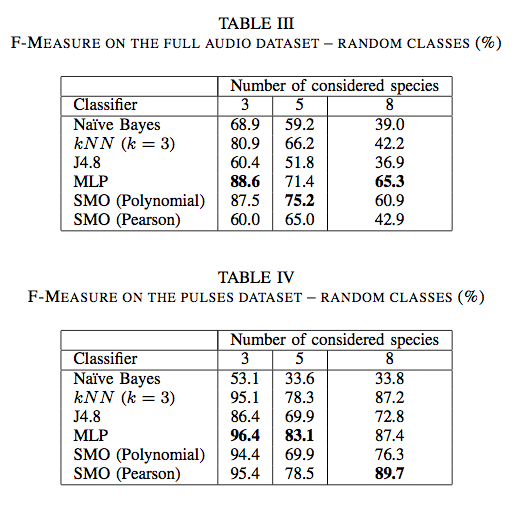 TABLE III
F-MEASURE ON THE FULL AUDIO DATASET – RANDOM CLASSES (%)
Number of considered species
Classifier 3 5 8
Naïve Bayes 68.9 59.2 39.0
kNN (k = 3) 80.9 66.2 42.2
J4.8 60.4 51.8 36.9
MLP 88.6 71.4 65.3
SMO (Polynomial) 87.5 75.2 60.9
SMO (Pearson) 60.0 65.0 42.9
TABLE IV
F-MEASURE ON THE PULSES DATASET – RANDOM CLASSES (%)
Number of considered species
Classifier 3 5 8
Naïve Bayes 53.1 33.6 33.8
kNN (k = 3) 95.1 78.3 87.2
J4.8 86.4 69.9 72.8
MLP 96.4 83.1 87.4
SMO (Polynomial) 94.4 69.9 76.3
SMO (Pearson) 95.4 78.5 89.7